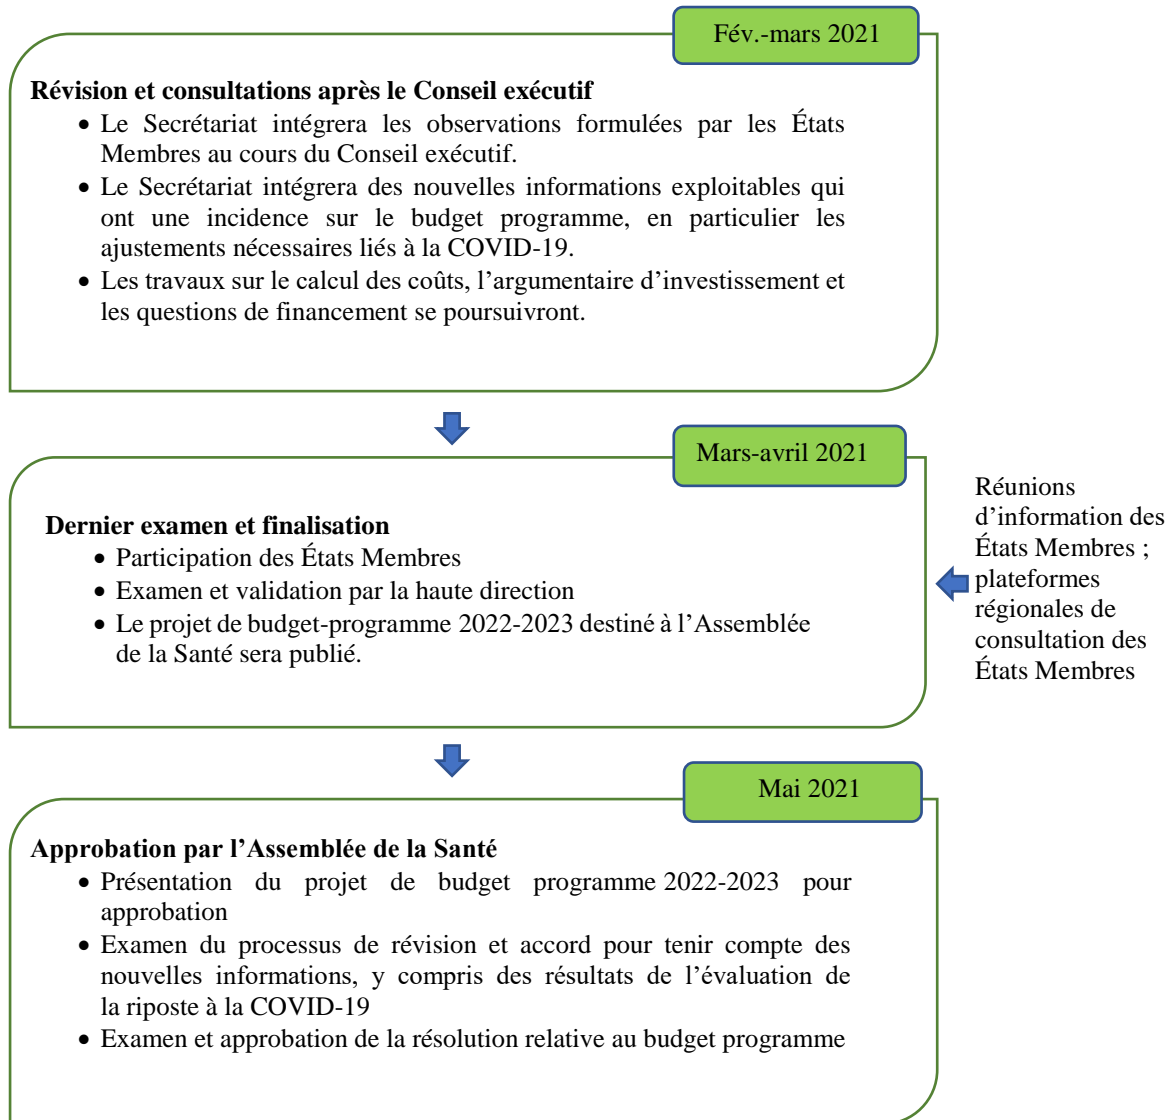 Fév.-mars 2021
Révision et consultations après le Conseil exécutif
• Le Secrétariat intégrera les observations formulées par les États
Membres au cours du Conseil exécutif.
• Le Secrétariat intégrera des nouvelles informations exploitables qui
ont une incidence sur le budget programme, en particulier les
ajustements nécessaires liés à la COVID-19.
• Les travaux sur le calcul des coûts, l’argumentaire d’investissement et
les questions de financement se poursuivront.
Mars-avril 2021
Dernier examen et finalisation
• Participation des États Membres
• Examen et validation par la haute direction
• Le projet de budget-programme 2022-2023 destiné à l’Assemblée
de la Santé sera publié.
Réunions
d’information des
États Membres ;
plateformes
régionales de
consultation des
États Membres
Mai 2021
Approbation par l’Assemblée de la Santé
• Présentation du projet de budget programme 2022-2023 pour
approbation
• Examen du processus de révision et accord pour tenir compte des
nouvelles informations, y compris des résultats de l’évaluation de
la riposte à la COVID-19
• Examen et approbation de la résolution relative au budget programme